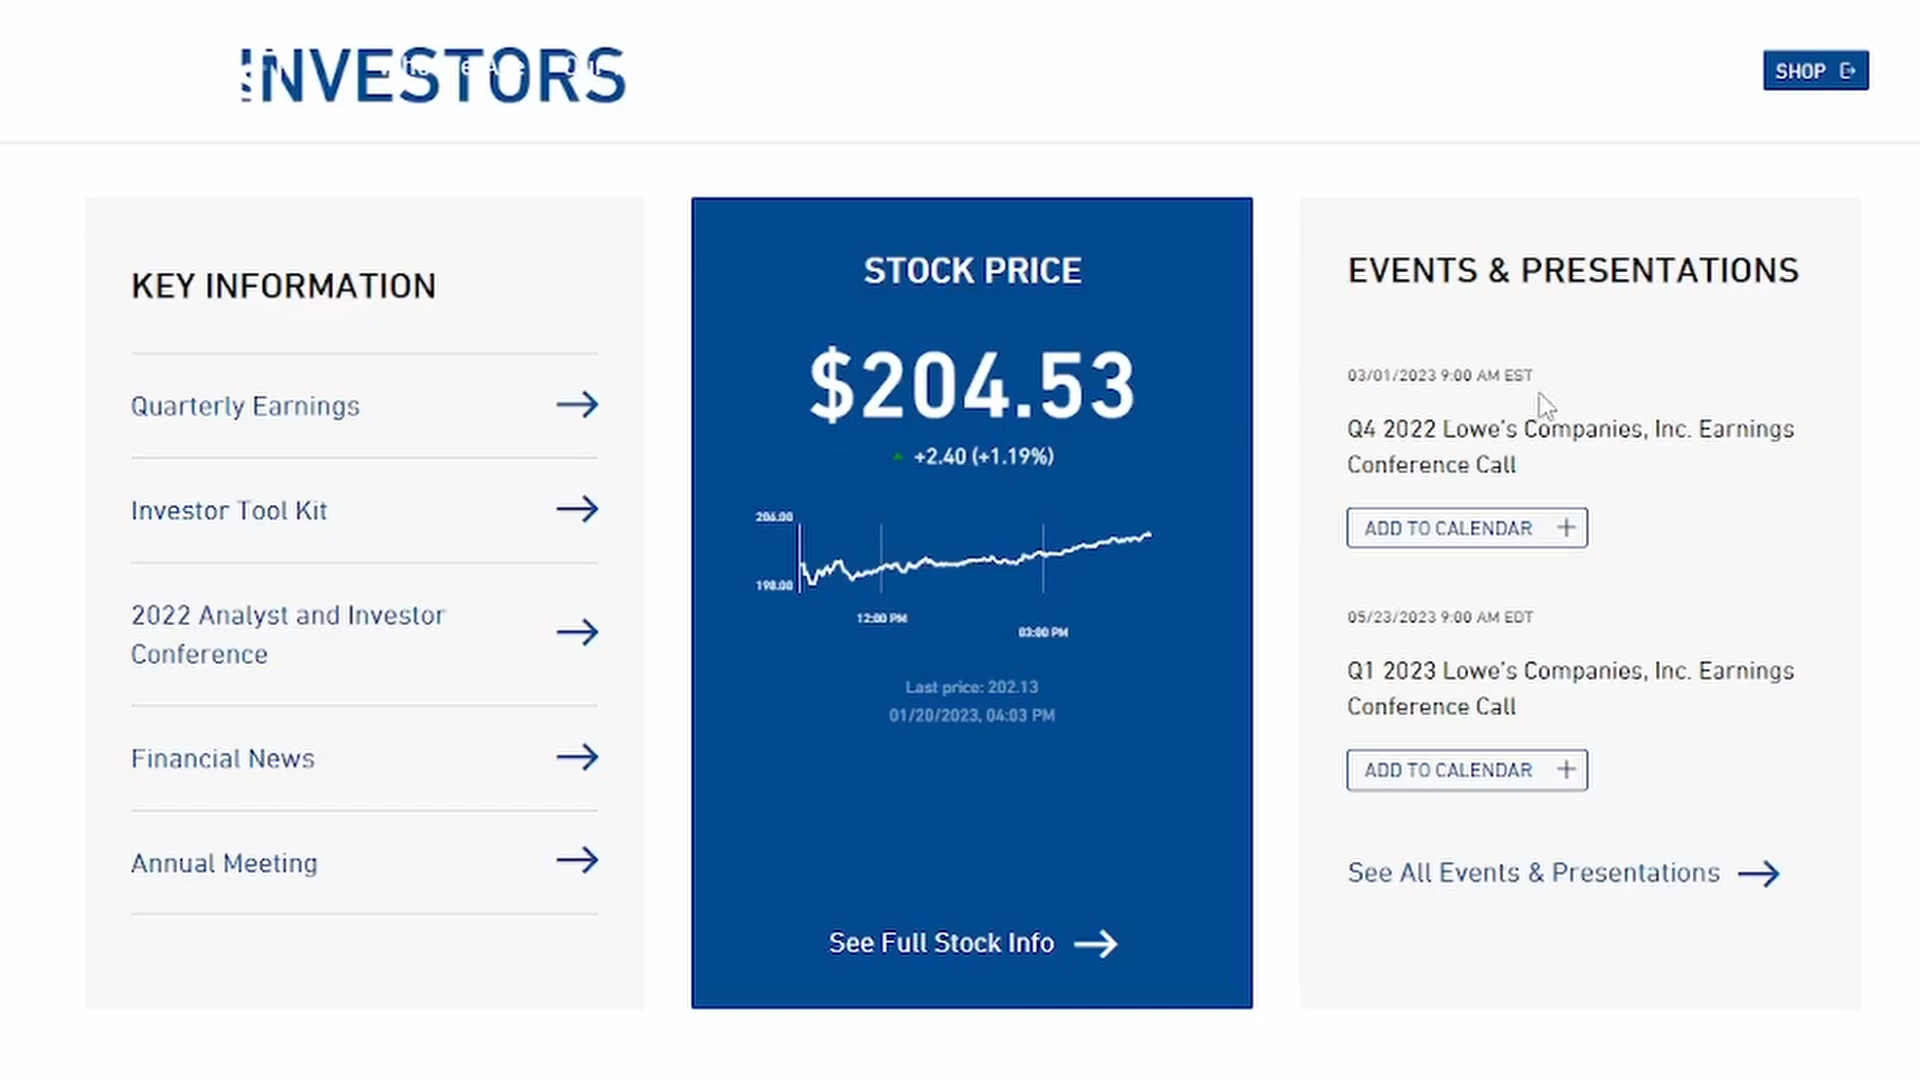 INVESTORS
SHOP
KEY INFORMATION
Quarterly Earnings
Investor Tool Kit
2022 Analyst and Investor
Conference
Financial News
Annual Meeting
STOCK PRICE
$204.53
+2.40 (+1.19%)
206.00
198.00
12:00 PM
03:00 PM
Last price: 202.13
01/20/2023, 04:03 PM
See Full Stock Info
EVENTS & PRESENTATIONS
03/01/2023 9:00 AM EST
Q4 2022 Lowe's Companies, Inc. Earnings
Conference Call
ADD TO CALENDAR
05/23/2023 9:00 AM EDT
Q1 2023 Lowe's Companies, Inc. Earnings
Conference Call
ADD TO CALENDAR
See All Events & Presentations